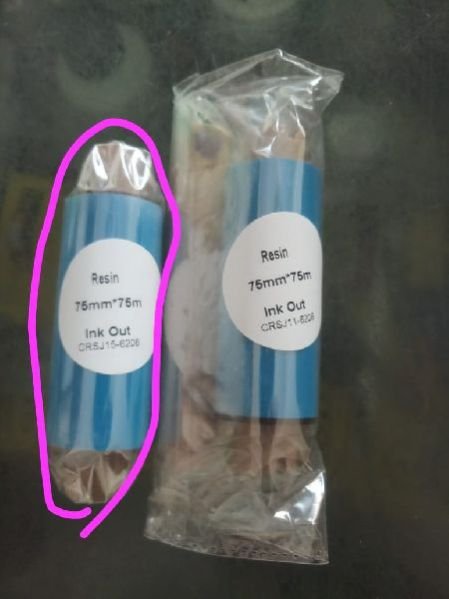 Resin
75mm*75m
Ink Out
CRSJ15-6206
Resin
75mm*75m
Ink Out
CRSJ11-6206